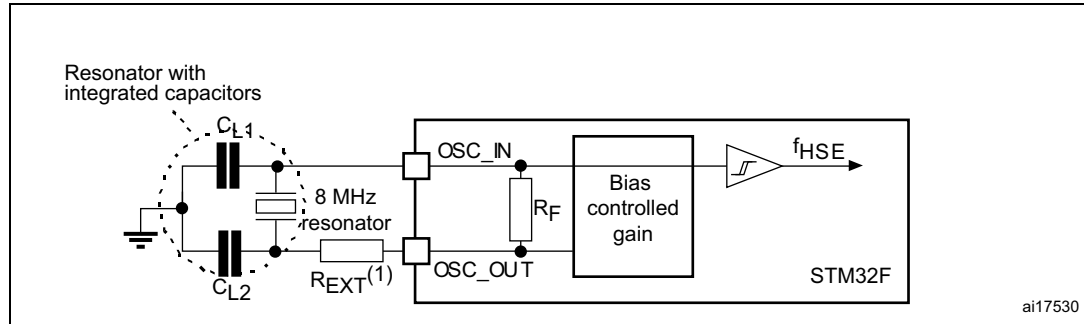 Resonator with
integrated capacitors
CL1
OSC_IN
fHSE
8 MHz
resonator
RF
Bias
controlled
gain
REXT(1)
OSC_OUT
STM32F
CL2
ai17530